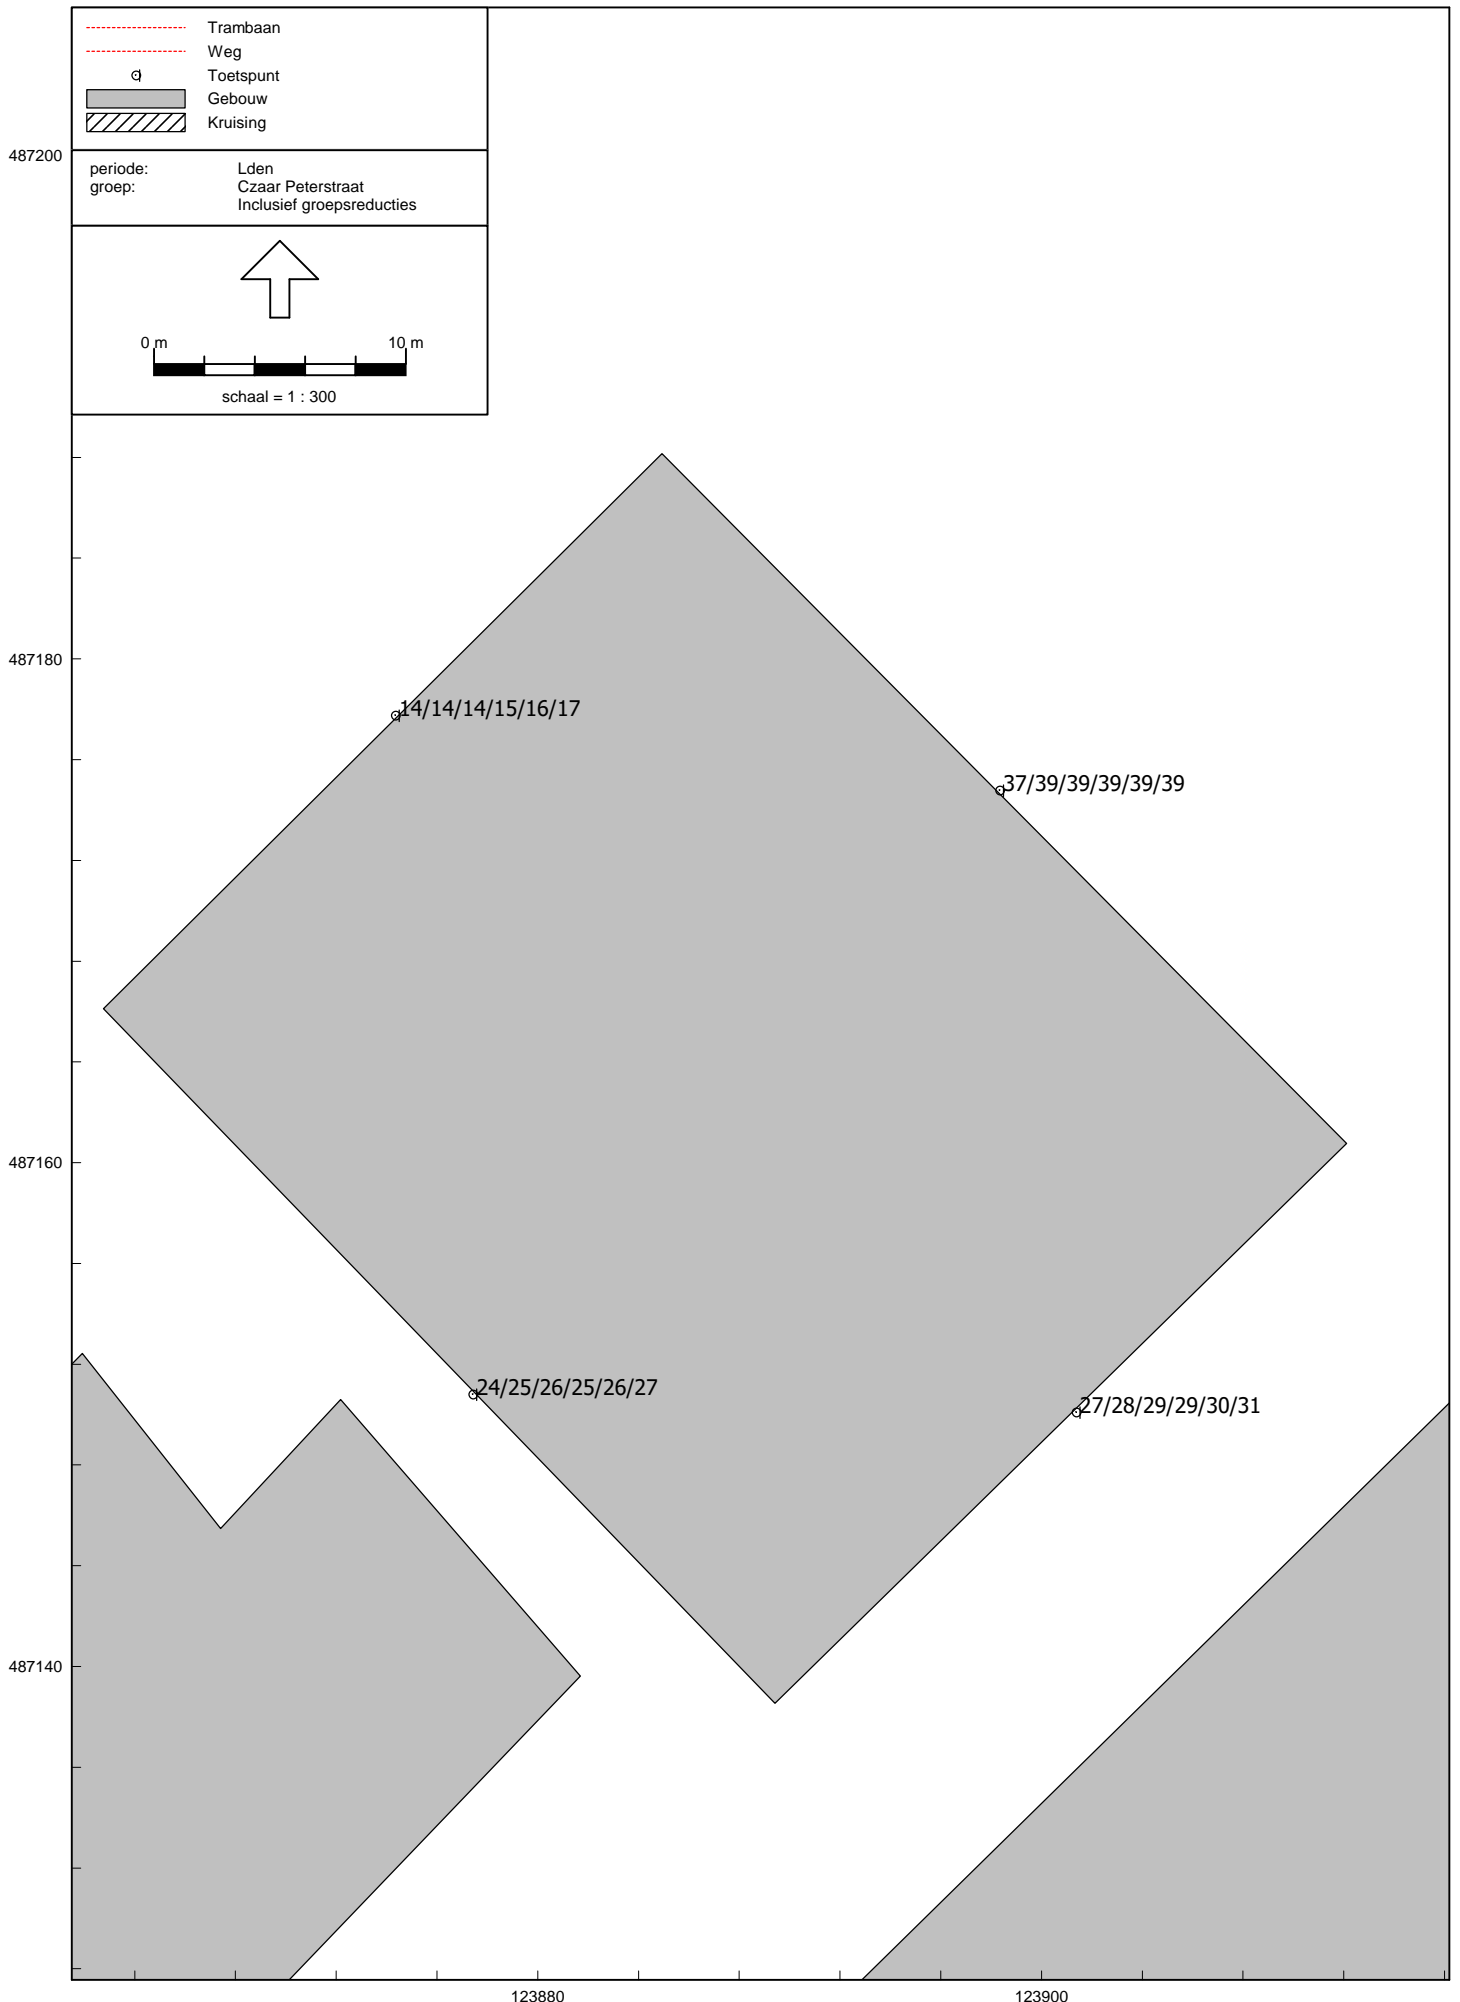 Trambaan
Weg
Toetspunt
Gebouw
Kruising
487200
periode: Lden
groep: Czaar Peterstraat
Inclusief groepsreducties
0 m 10 m
schaal = 1 : 300
487180
14/14/14/15/16/17
37/39/39/39/39/39
487160
24/25/26/25/26/27
27/28/29/29/30/31
487140
123880 123900